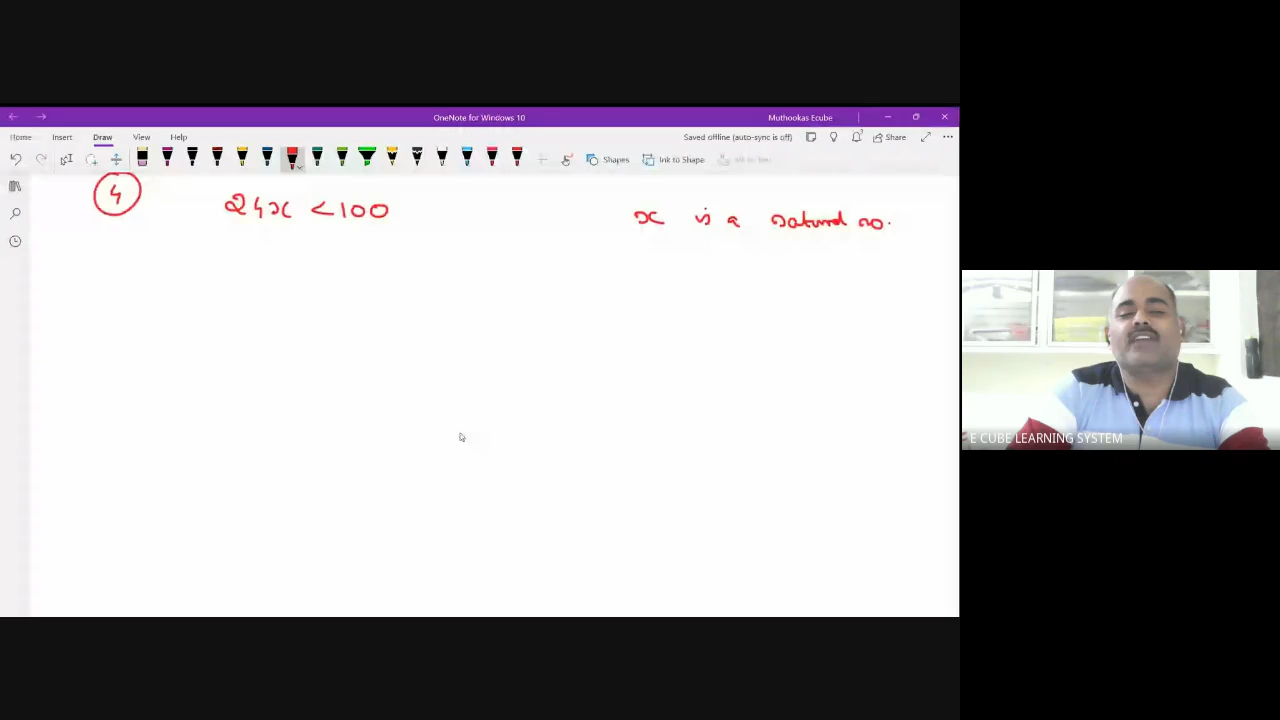 OneNote for Windows 10
Muthookas Ecube
Home Insert Draw View Help
Saved offline (auto-sync is off)
Share
Shapes
Ink to Shape
4
24x < 100
x is a natural no.
E CUBE LEARNING SYSTEM